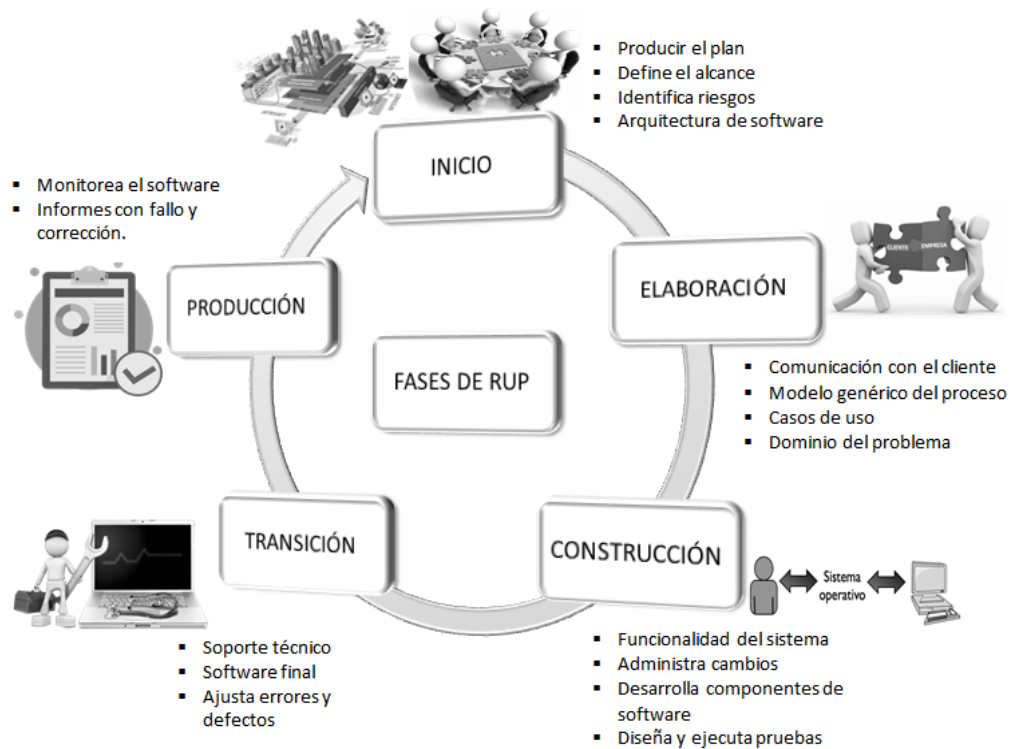 Producir el plan
Define el alcance
Identifica riesgos
Arquitectura de software
INICIO
Monitorea el software
Informes con fallo y
corrección.
PRODUCCIÓN
ELABORACIÓN
CLIENTE EMPRESA
Comunicación con el cliente
Modelo genérico del proceso
Casos de uso
Dominio del problema
FASES DE RUP
TRANSICIÓN
Soporte técnico
Software final
Ajusta errores y
defectos
CONSTRUCCIÓN
Sistema
operativo
Funcionalidad del sistema
Administra cambios
Desarrolla componentes de
software
Diseña y ejecuta pruebas